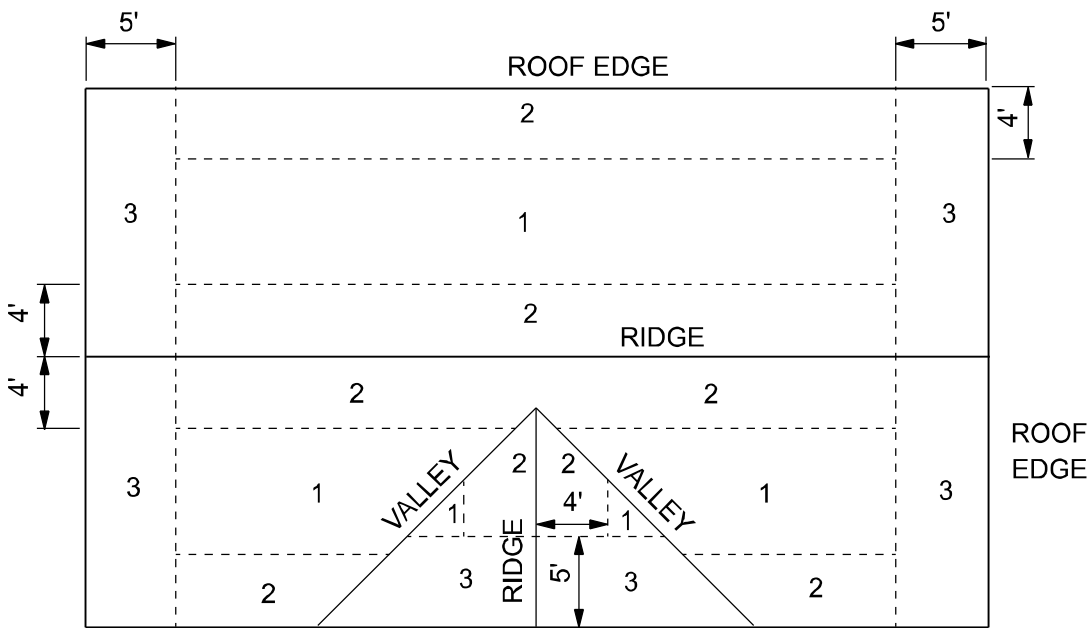 5' 5'
ROOF EDGE
2
4'
3 1 3
4' 2
RIDGE
4' 2 2
ROOF
EDGE
3 1 VALLEY 2 2 VALLEY 1 3
1 4' 1
2 3 RIDGE 5' 3 2